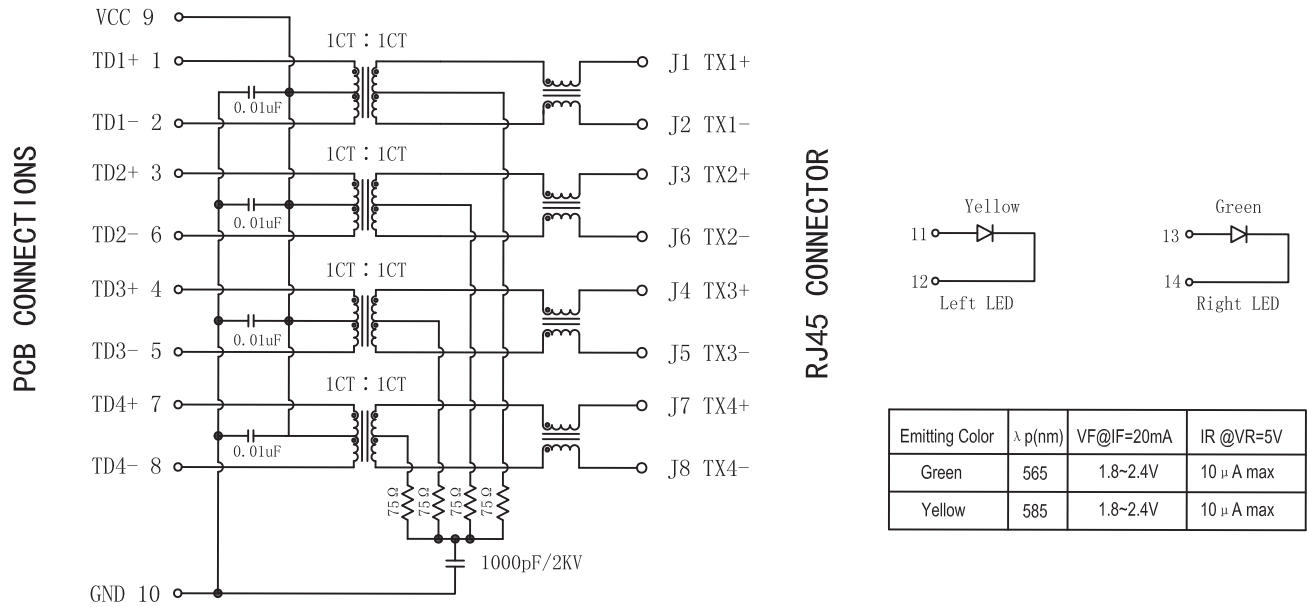 PCB CONNECTIONS
VCC 9
1CT：1CT
TD1+ 1
J1 TX1+
0.01uF
TD1- 2
J2 TX1-
1CT：1CT
TD2+ 3
J3 TX2+
0.01uF
TD2- 6
J6 TX2-
1CT：1CT
TD3+ 4
J4 TX3+
0.01uF
TD3- 5
J5 TX3-
1CT：1CT
TD4+ 7
J7 TX4+
0.01uF
TD4- 8
J8 TX4-
75Ω
75Ω
75Ω
75Ω
1000pF/2KV
GND 10
RJ45 CONNECTOR
Yellow
11
12
Left LED
Green
13
14
Right LED
Emitting Color λp(nm) VF@IF=20mA IR @VR=5V
Green 565 1.8~2.4V 10 μA max
Yellow 585 1.8~2.4V 10 μA max